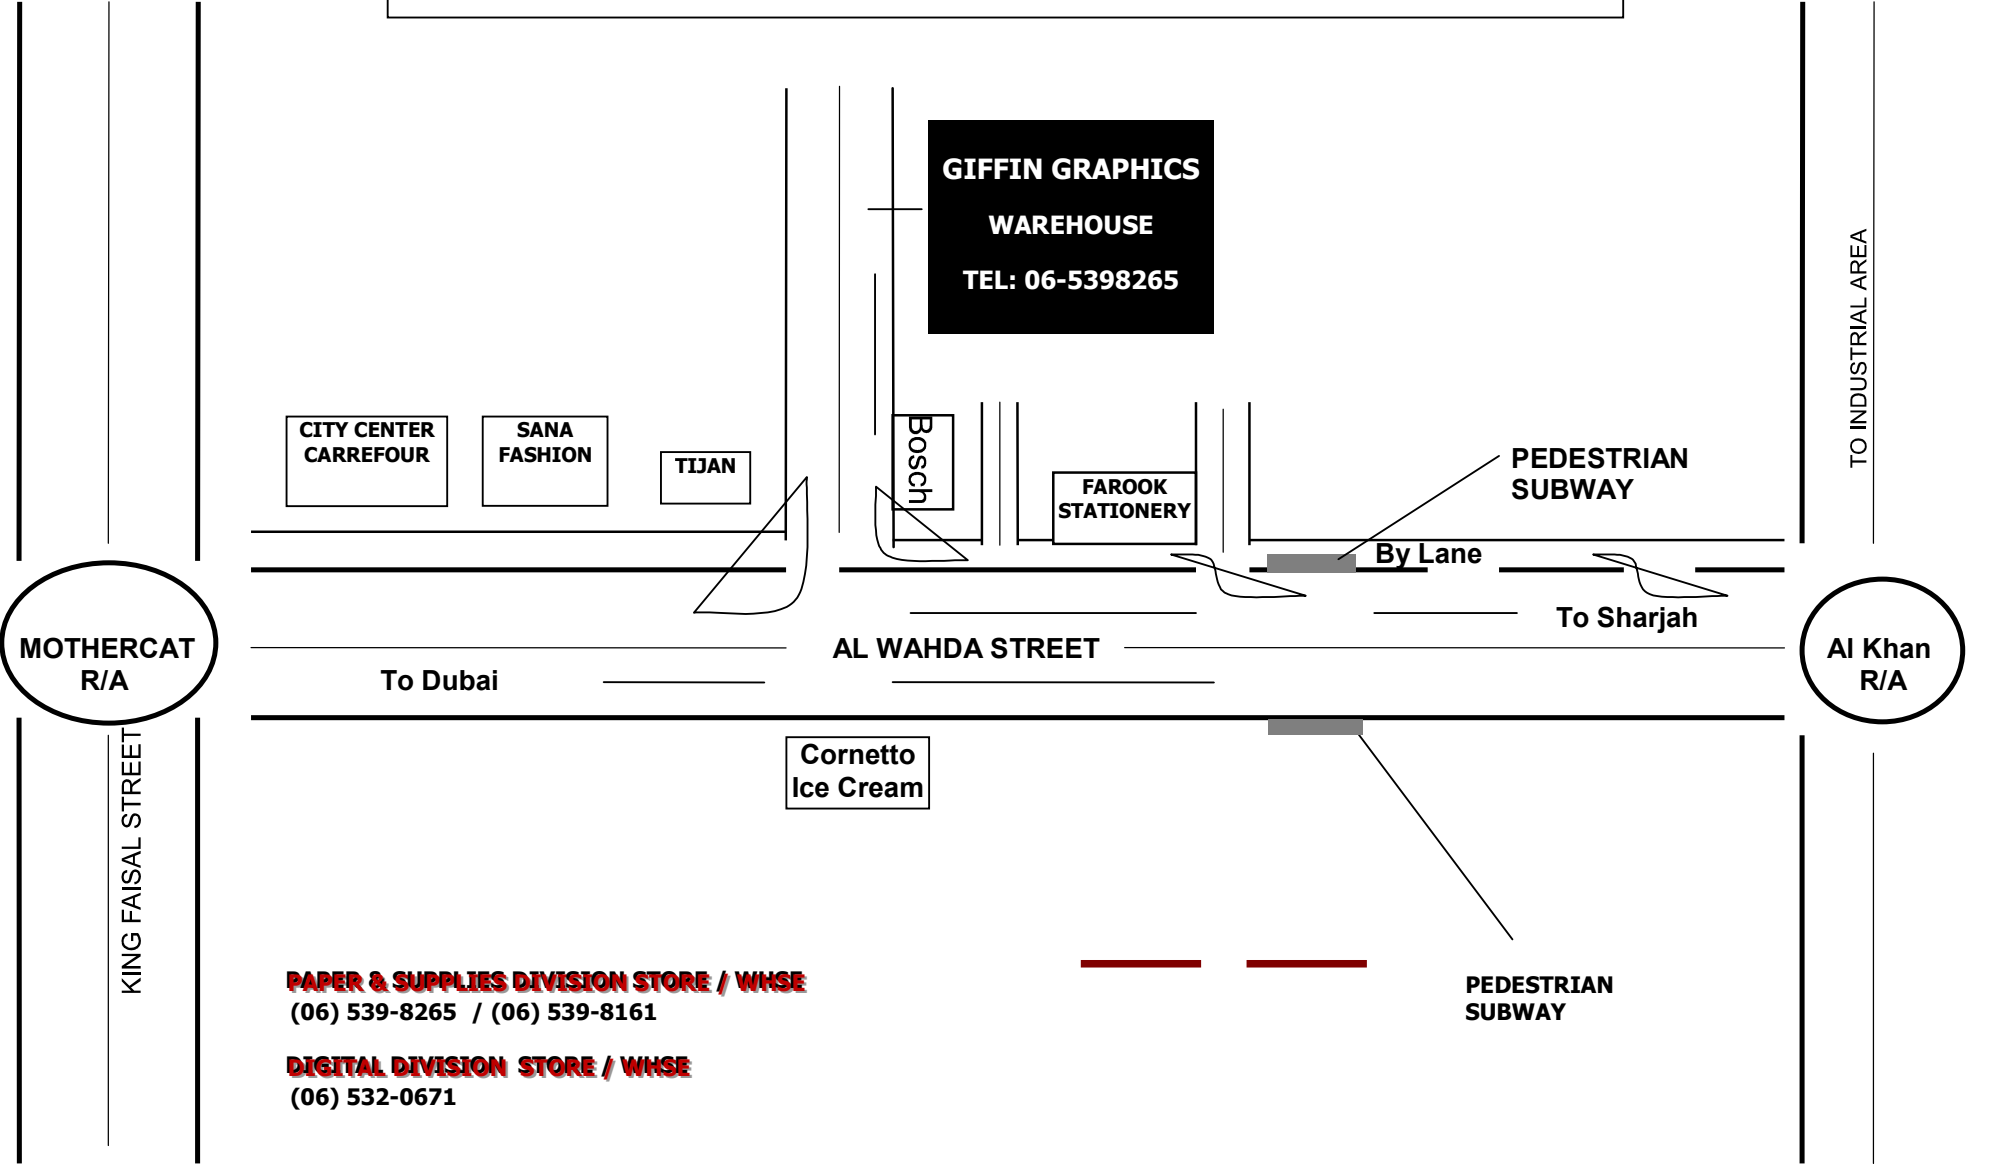 GIFFIN GRAPHICS
WAREHOUSE
TEL: 06-5398265
TO INDUSTRIAL AREA
CITY CENTER
CARREFOUR
SANA
FASHION
TIJAN
Bosch
FAROOK
STATIONERY
PEDESTRIAN
SUBWAY
By Lane
To Sharjah
MOTHERCAT
R/A
AL WAHDA STREET
Al Khan
R/A
To Dubai
KING FAISAL STREET
Cornetto
Ice Cream
PAPER & SUPPLIES DIVISION STORE / WHSE
(06) 539-8265 / (06) 539-8161
PEDESTRIAN
SUBWAY
DIGITAL DIVISION STORE / WHSE
(06) 532-0671